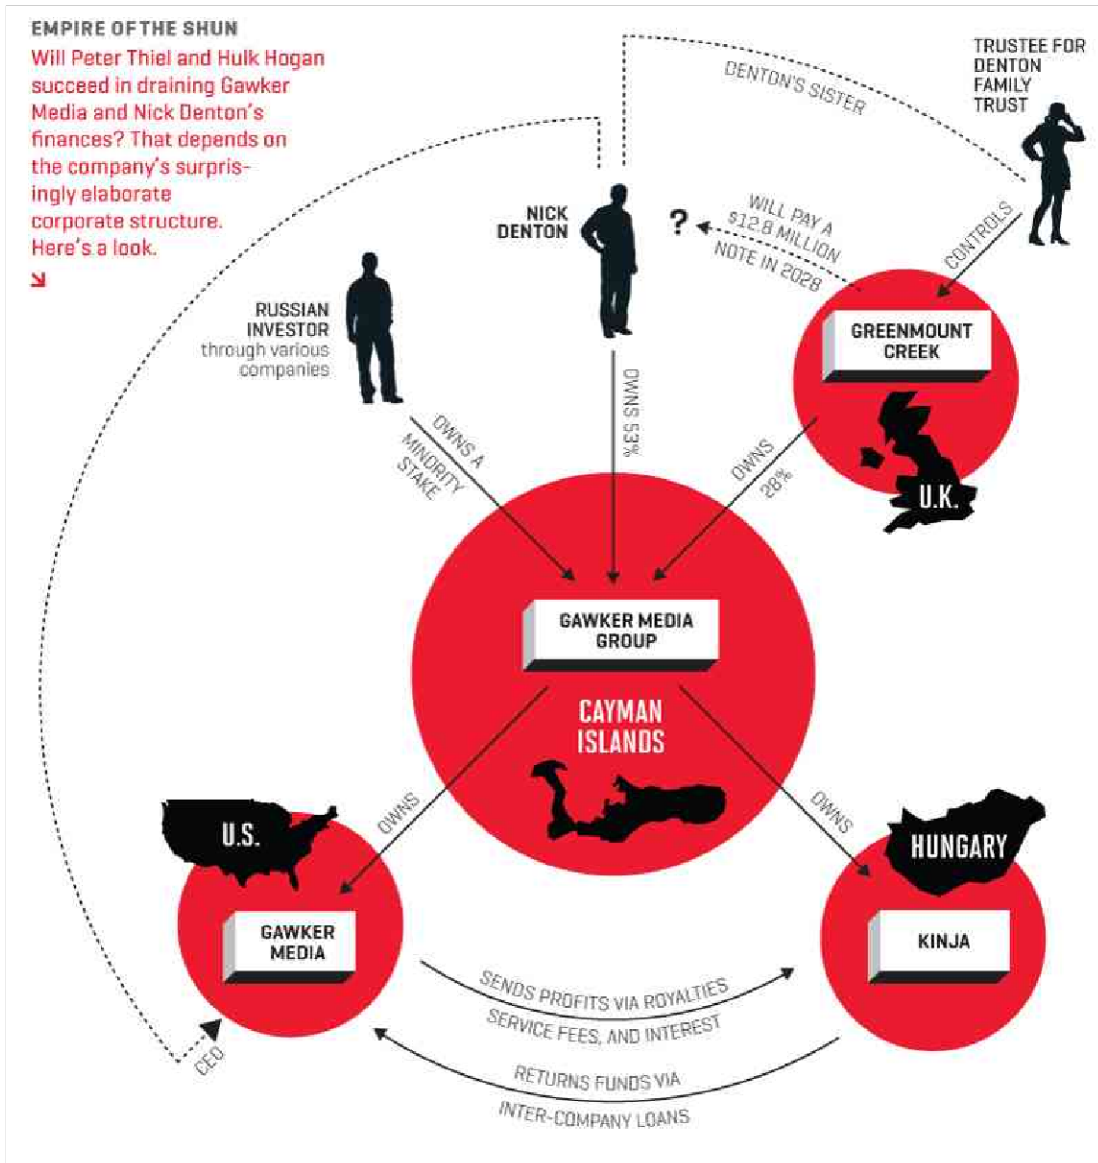 EMPIRE OF THE SHUN
Will Peter Thiel and Hulk Hogan
succeed in draining Gawker
Media and Nick Denton's
finances? That depends on
the company's surpris-
ingly elaborate
corporate structure.
Here's a look.
DENTON'S SISTER
TRUSTEE FOR
DENTON
FAMILY
TRUST
NICK
DENTON
?
WILL PAY A
$12.8 MILLION
NOTE IN 2028
CONTROLS
RUSSIAN
INVESTOR
through various
companies
GREENMOUNT
CREEK
U.K.
OWNS A
MINORITY
STAKE
OWNS 53%
OWNS
28%
GAWKER MEDIA
GROUP
CAYMAN
ISLANDS
OWNS
OWNS
U.S.
HUNGARY
GAWKER
MEDIA
KINJA
SENDS PROFITS VIA ROYALTIES
SERVICE FEES, AND INTEREST
CEO
RETURNS FUNDS VIA
INTER-COMPANY LOANS